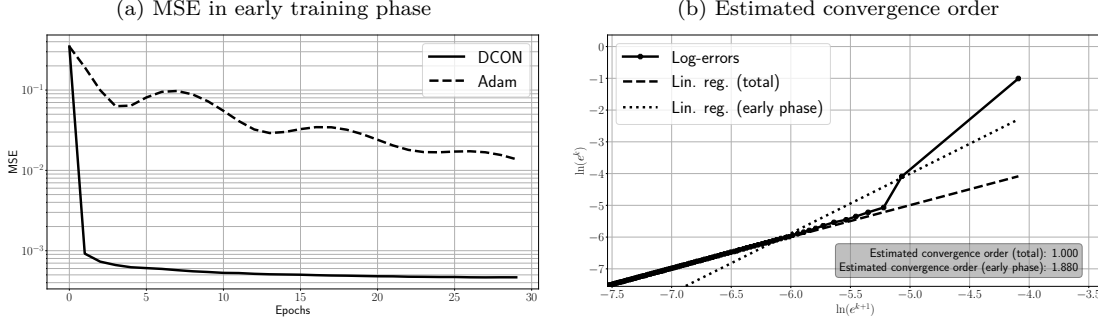 (a) MSE in early training phase
DCON
Adam
10⁻¹
10⁻²
10⁻³
MSE
0 5 10 15 20 25 30
Epochs
(b) Estimated convergence order
Log-errors
Lin. reg. (total)
Lin. reg. (early phase)
0
−1
−2
−3
−4
−5
−6
−7
ln(eᵏ)
Estimated convergence order (total): 1.000
Estimated convergence order (early phase): 1.880
−7.5 −7.0 −6.5 −6.0 −5.5 −5.0 −4.5 −4.0 −3.5
ln(eᵏ⁺¹)